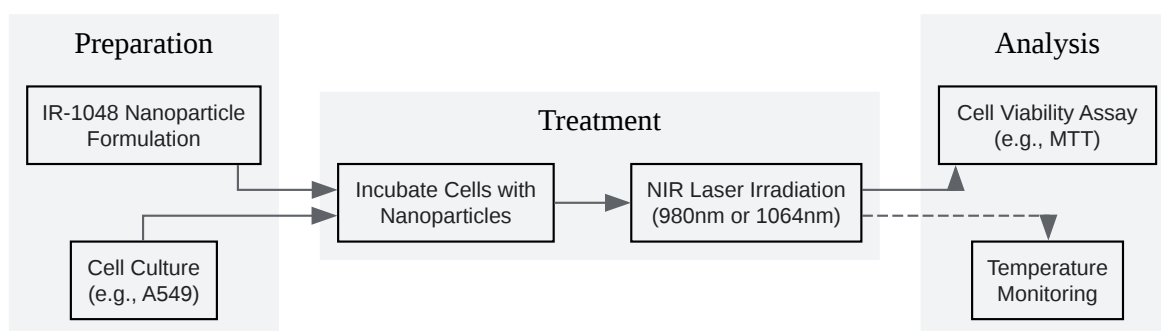 Preparation
IR-1048 Nanoparticle
Formulation
Cell Culture
(e.g., A549)
Treatment
Incubate Cells with
Nanoparticles
NIR Laser Irradiation
(980nm or 1064nm)
Analysis
Cell Viability Assay
(e.g., MTT)
Temperature
Monitoring